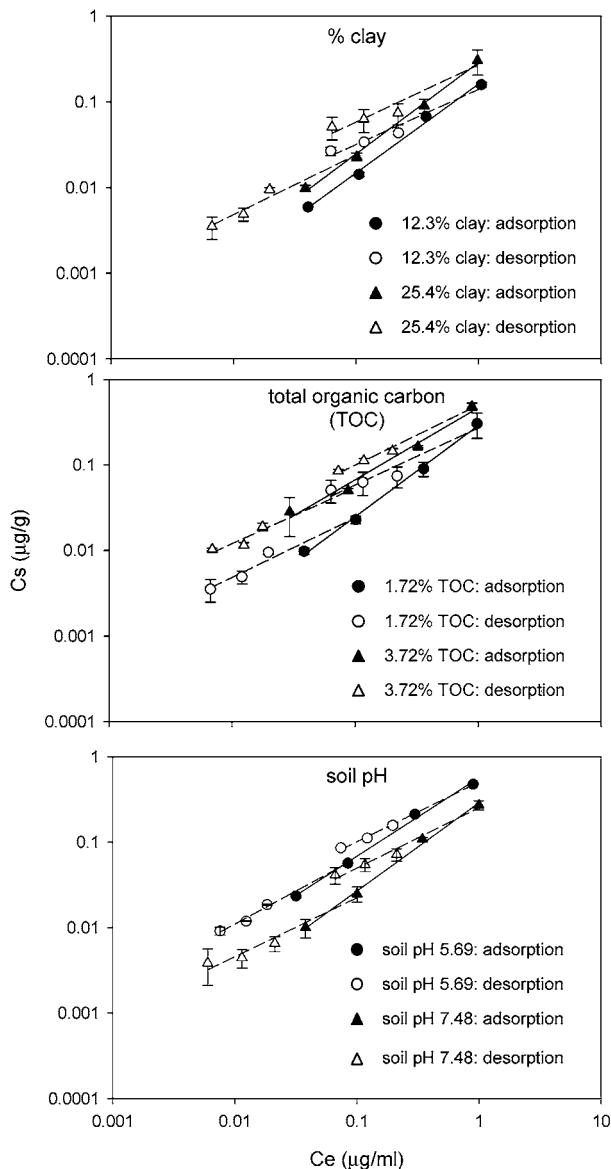 1
% clay
0.1
0.01
0.001
0.0001
12.3% clay: adsorption
12.3% clay: desorption
25.4% clay: adsorption
25.4% clay: desorption
1
total organic carbon
(TOC)
0.1
0.01
0.001
0.0001
Cs (µg/g)
1.72% TOC: adsorption
1.72% TOC: desorption
3.72% TOC: adsorption
3.72% TOC: desorption
1
soil pH
0.1
0.01
0.001
0.0001
soil pH 5.69: adsorption
soil pH 5.69: desorption
soil pH 7.48: adsorption
soil pH 7.48: desorption
0.001 0.01 0.1 1 10
Ce (µg/ml)